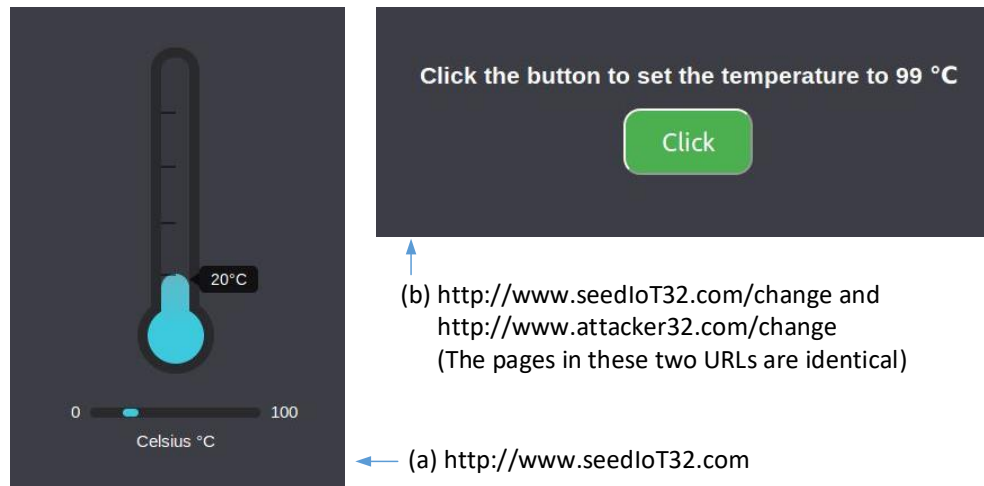 20°C
0
100
Celsius °C
Click the button to set the temperature to 99 °C
Click
(b) http://www.seedIoT32.com/change and
http://www.attacker32.com/change
(The pages in these two URLs are identical)
(a) http://www.seedIoT32.com